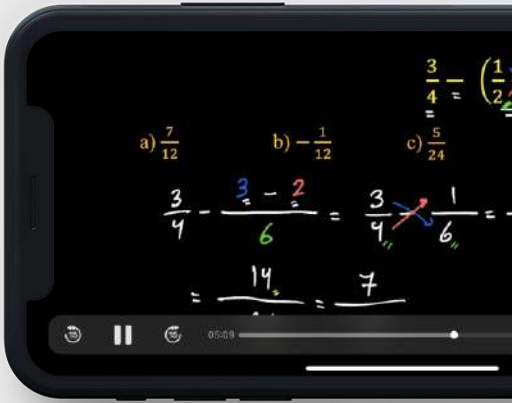 3/4 - (1/2
a) 7/12 b) -1/12 c) 5/24
3/4 - 3 - 2/6 = 3/4 - 1/6 =
= 14 = 7
05:09